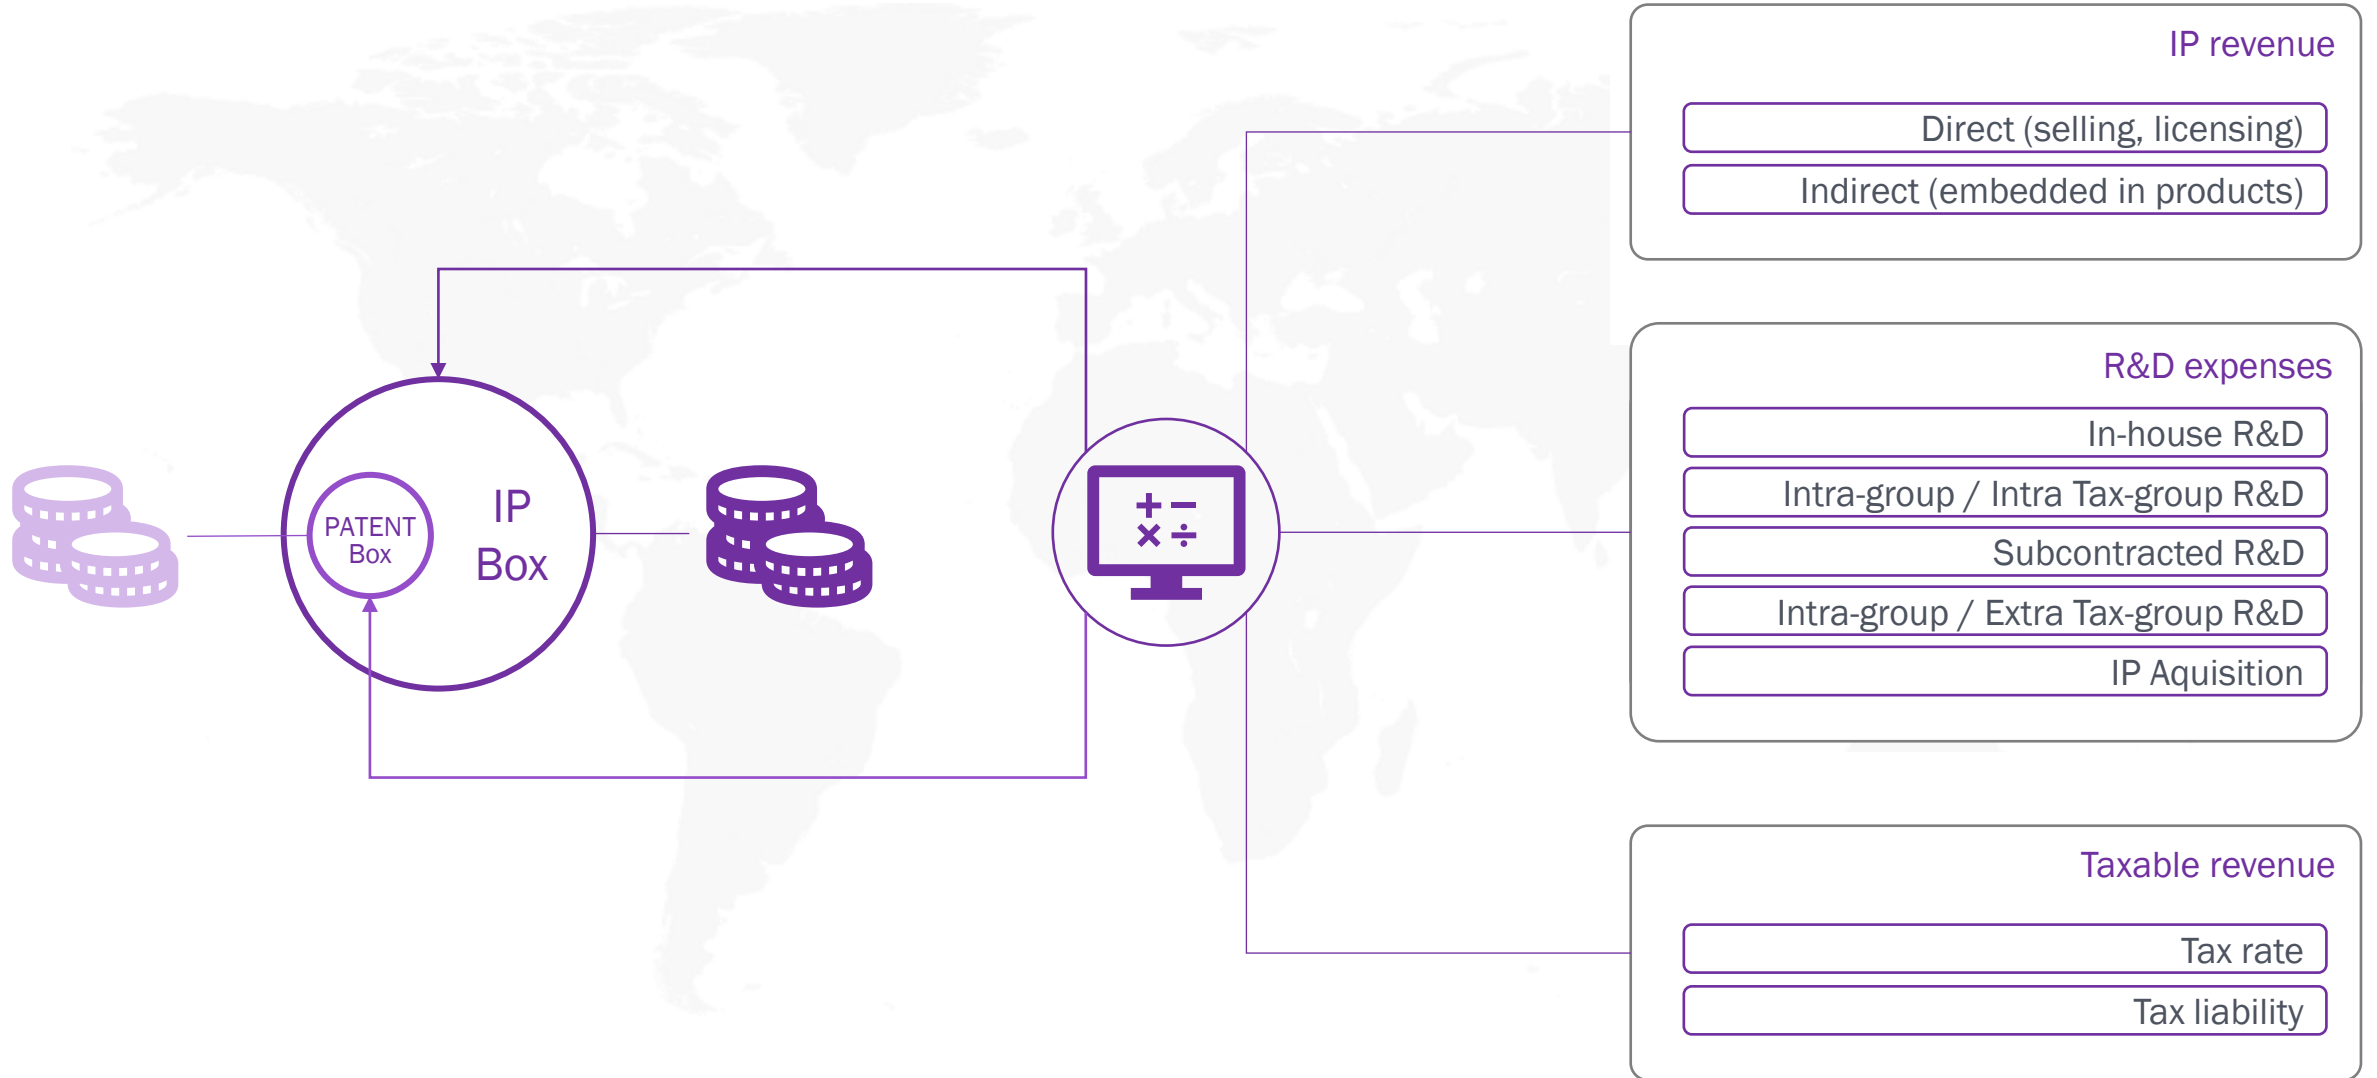 PATENT
Box
IP
Box
IP revenue
Direct (selling, licensing)
Indirect (embedded in products)
R&D expenses
In-house R&D
Intra-group / Intra Tax-group R&D
Subcontracted R&D
Intra-group / Extra Tax-group R&D
IP Aquisition
Taxable revenue
Tax rate
Tax liability